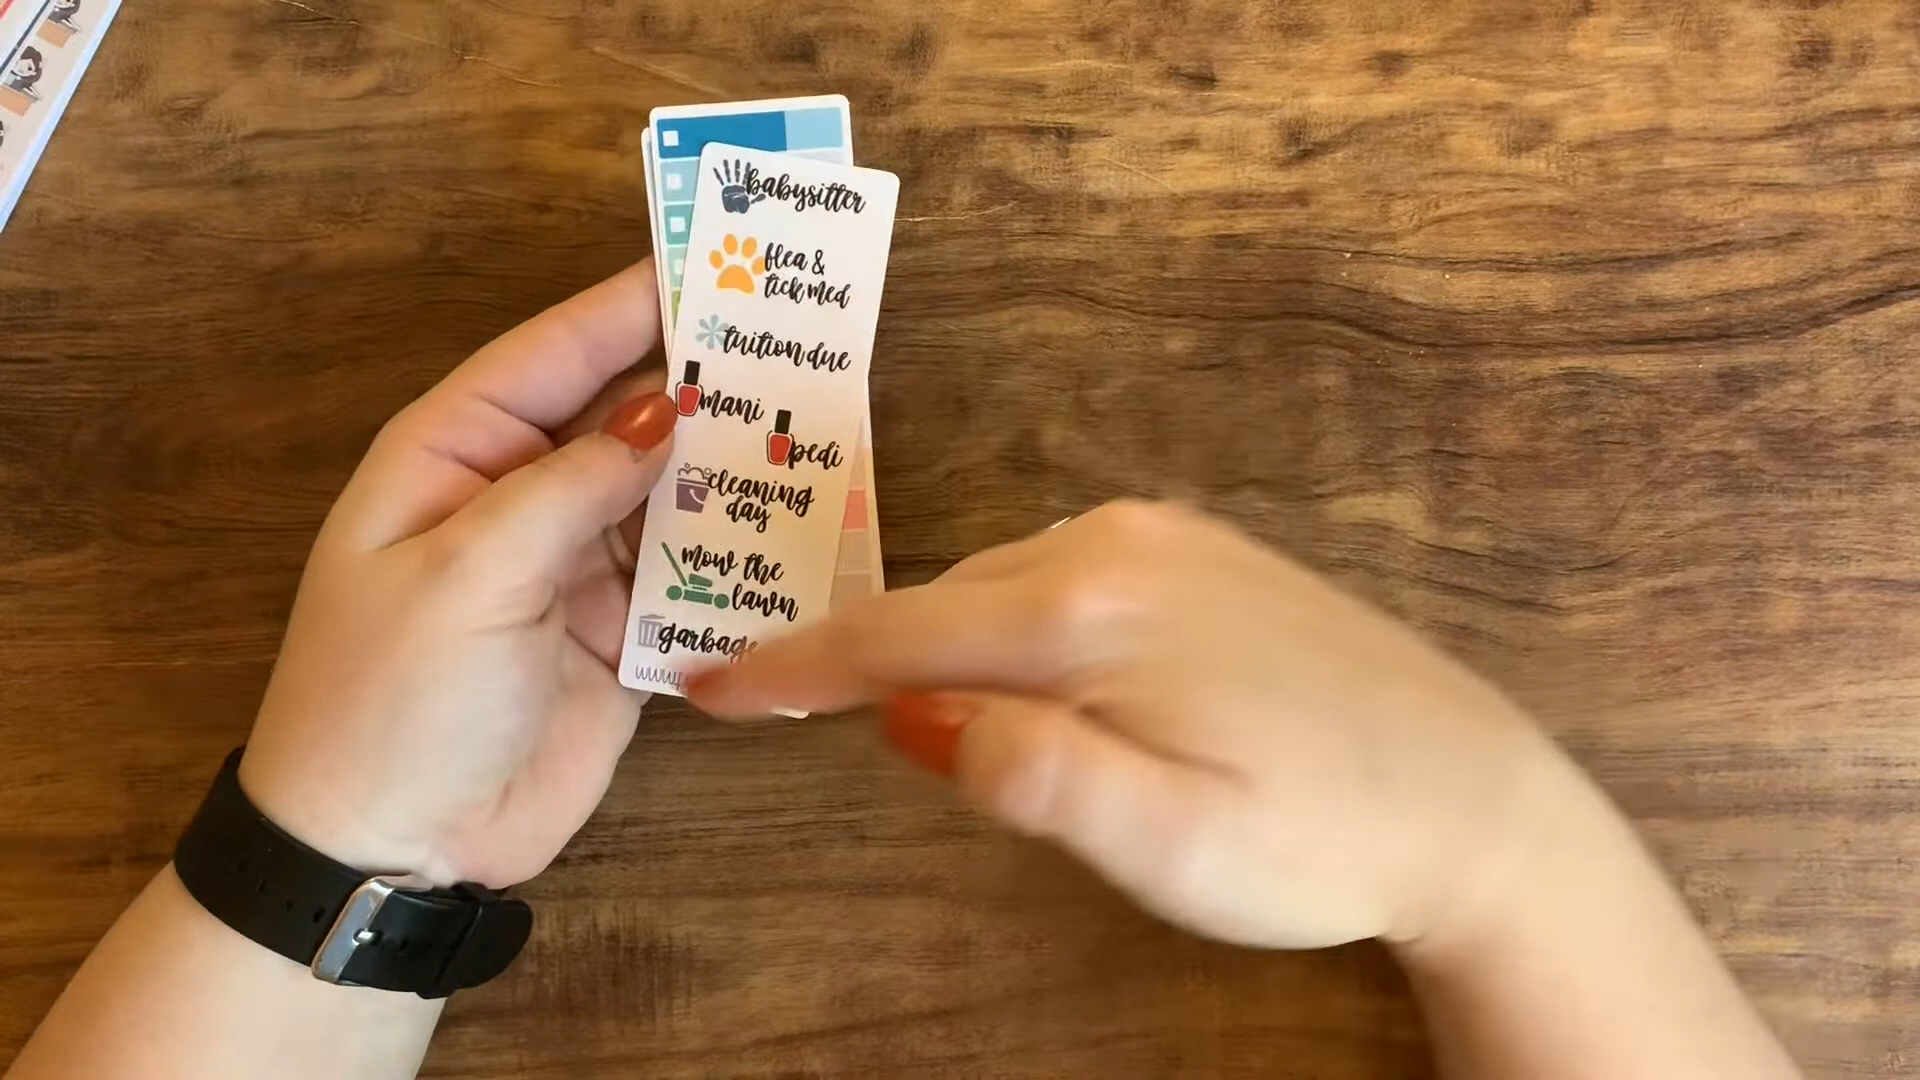 babysitter
flea &
tick med
tuition due
mani
pedi
cleaning
day
mow the
lawn
garbage